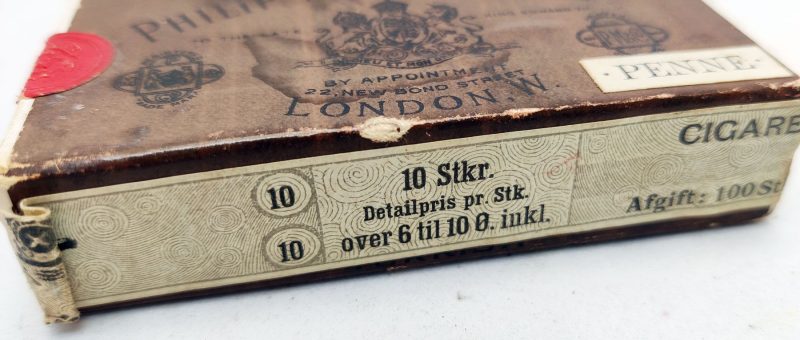 PHILIP
BY APPOINTMENT
22, NEW BOND STREET
LONDON, W.
PENNE
10
10
10 Stkr.
Detailpris pr. Stk.
over 6 til 10 Ø. inkl.
CIGARE
Afgift: 100 St